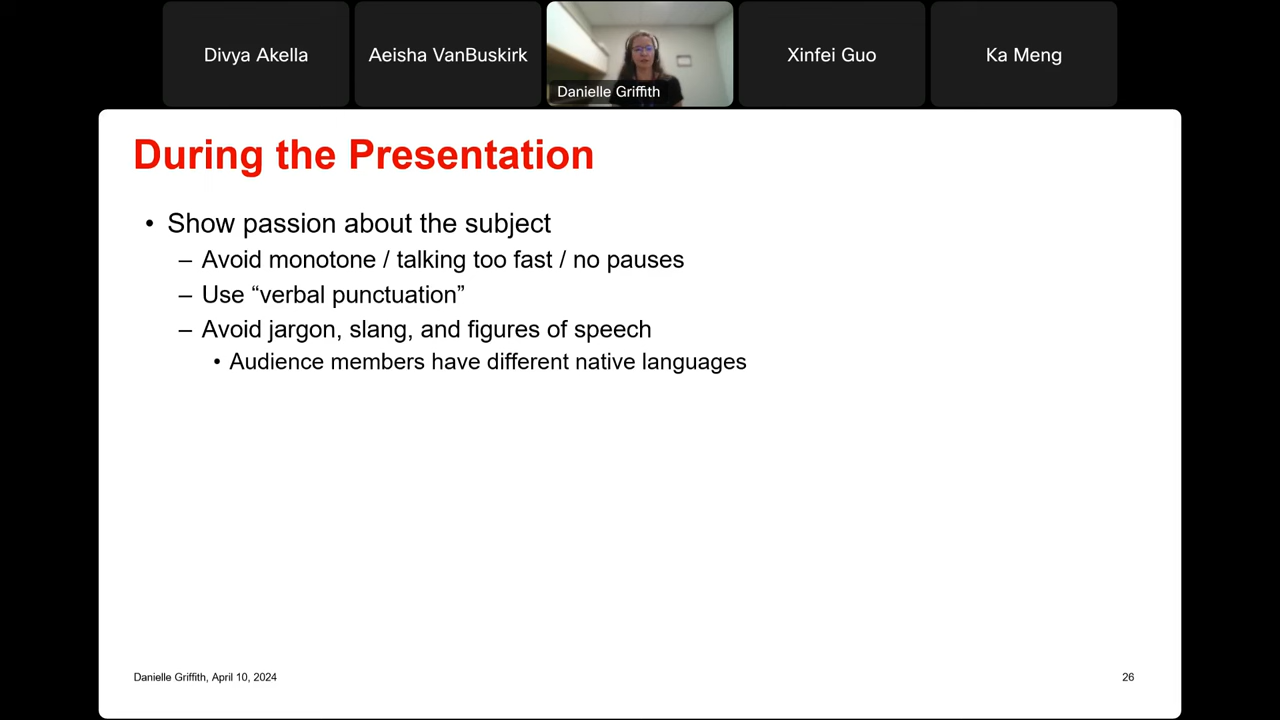 Divya Akella
Aeisha VanBuskirk
Danielle Griffith
Xinfei Guo
Ka Meng
During the Presentation
• Show passion about the subject
– Avoid monotone / talking too fast / no pauses
– Use “verbal punctuation”
– Avoid jargon, slang, and figures of speech
• Audience members have different native languages
Danielle Griffith, April 10, 2024
26